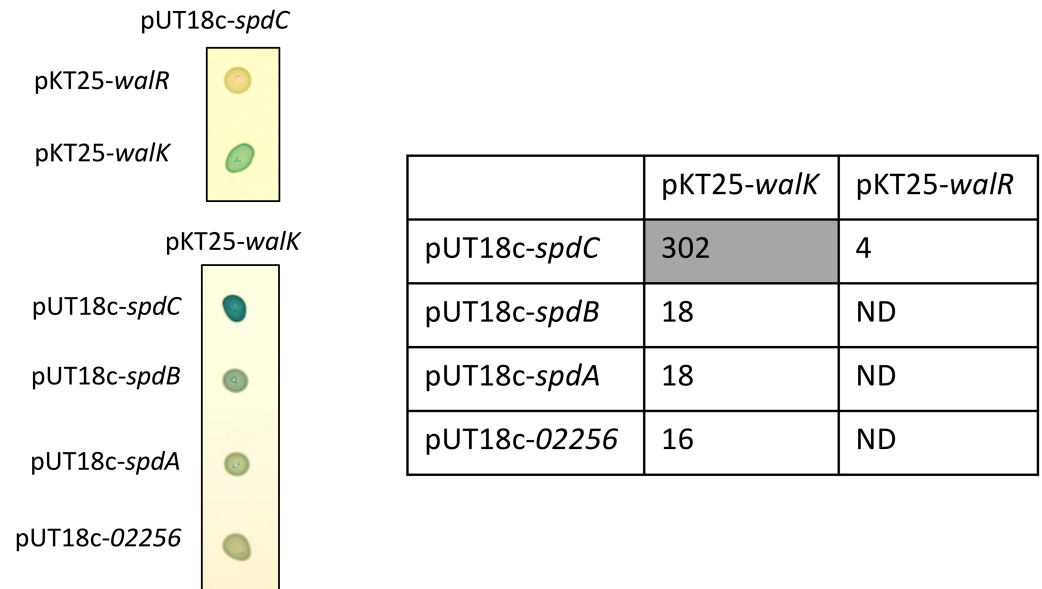 pUT18c-spdC
pKT25-walR
pKT25-walK
pKT25-walK
pUT18c-spdC
pUT18c-spdB
pUT18c-spdA
pUT18c-02256
pKT25-walK pKT25-walR
pUT18c-spdC 302 4
pUT18c-spdB 18 ND
pUT18c-spdA 18 ND
pUT18c-02256 16 ND